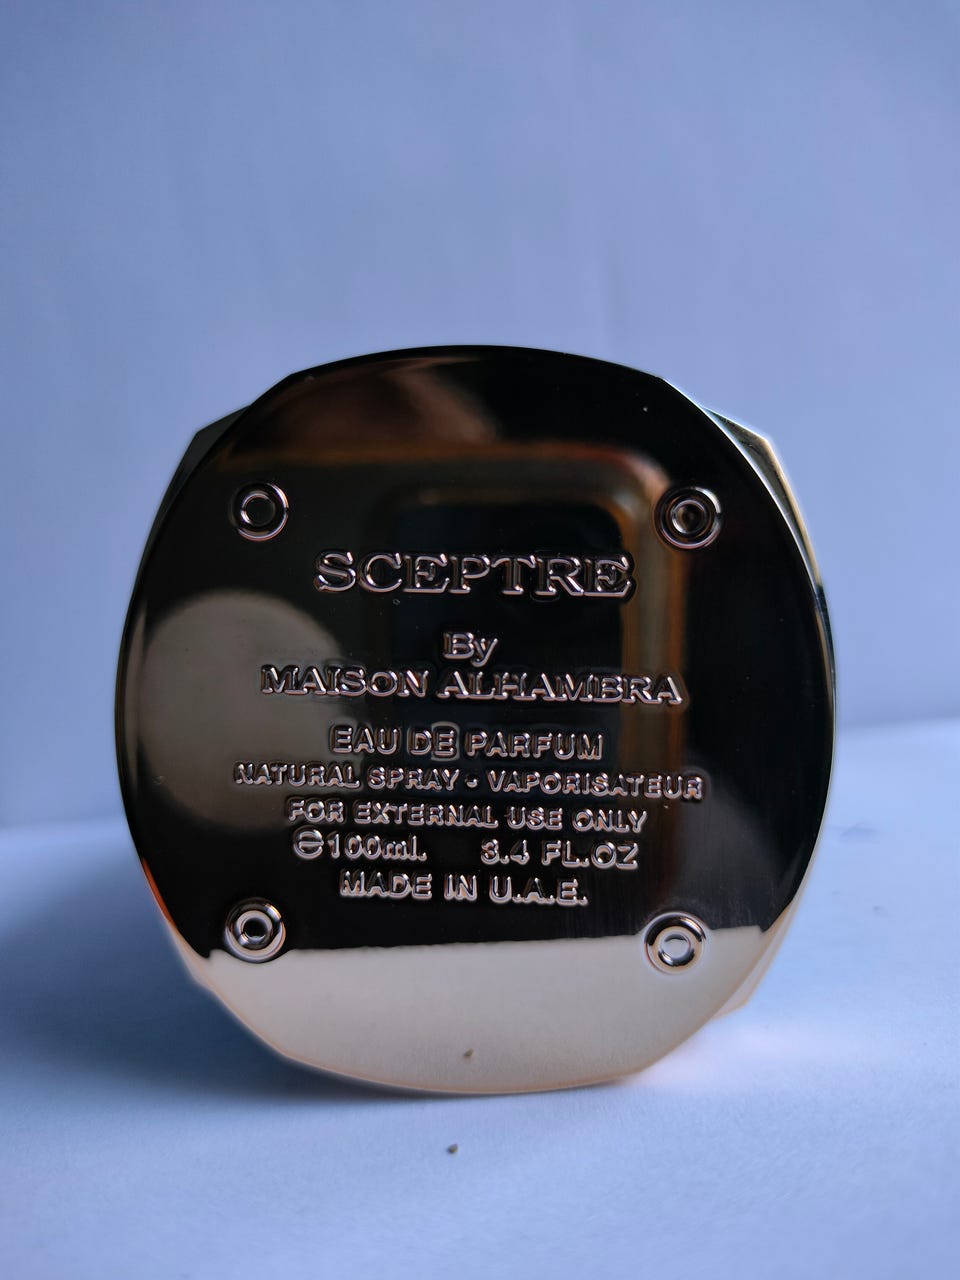 SCEPTRE
By
MAISON ALHAMBRA
EAU DE PARFUM
NATURAL SPRAY - VAPORISATEUR
FOR EXTERNAL USE ONLY
℮100ml. 3.4 FL.OZ
MADE IN U.A.E.